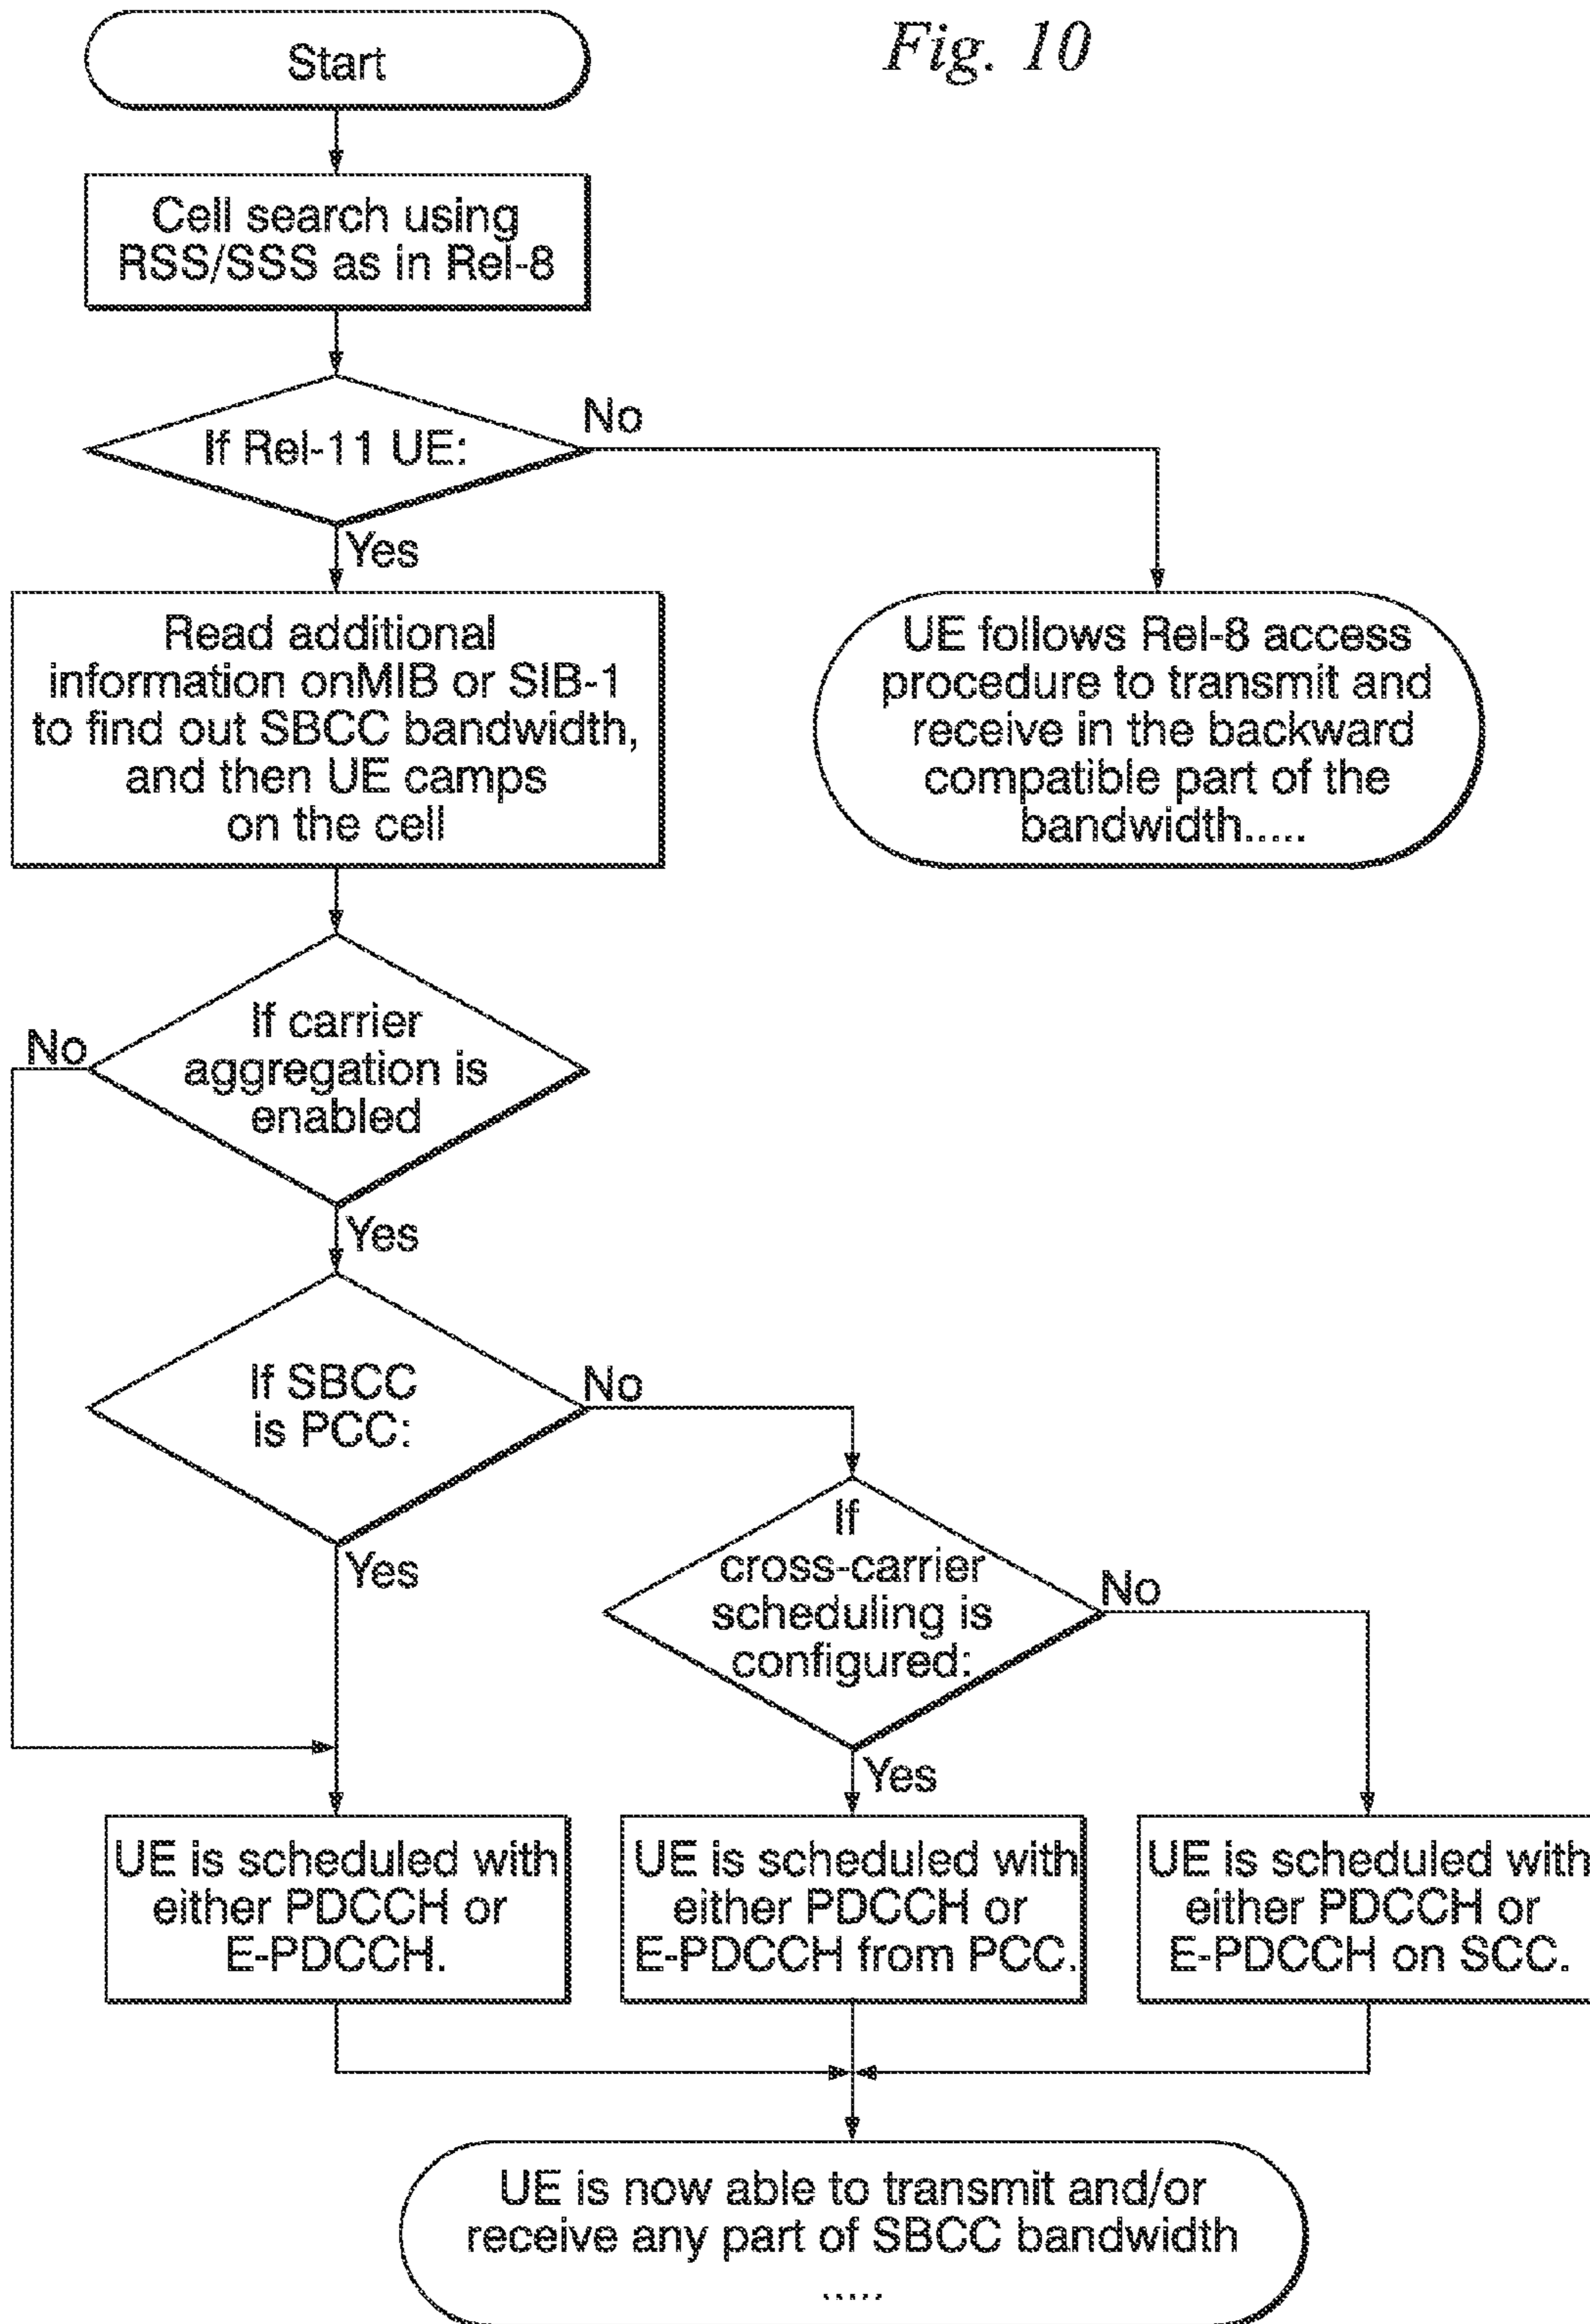 Fig. 10
Start
Cell search using
RSS/SSS as in Rel-8
If Rel-11 UE:
No
Yes
Read additional
information onMIB or SIB-1
to find out SBCC bandwidth,
and then UE camps
on the cell
UE follows Rel-8 access
procedure to transmit and
receive in the backward
compatible part of the
bandwidth.....
If carrier
aggregation is
enabled
No
Yes
If SBCC
is PCC:
No
Yes
If
cross-carrier
scheduling is
configured:
No
Yes
UE is scheduled with
either PDCCH or
E-PDCCH.
UE is scheduled with
either PDCCH or
E-PDCCH from PCC.
UE is scheduled with
either PDCCH or
E-PDCCH on SCC.
UE is now able to transmit and/or
receive any part of SBCC bandwidth
.....